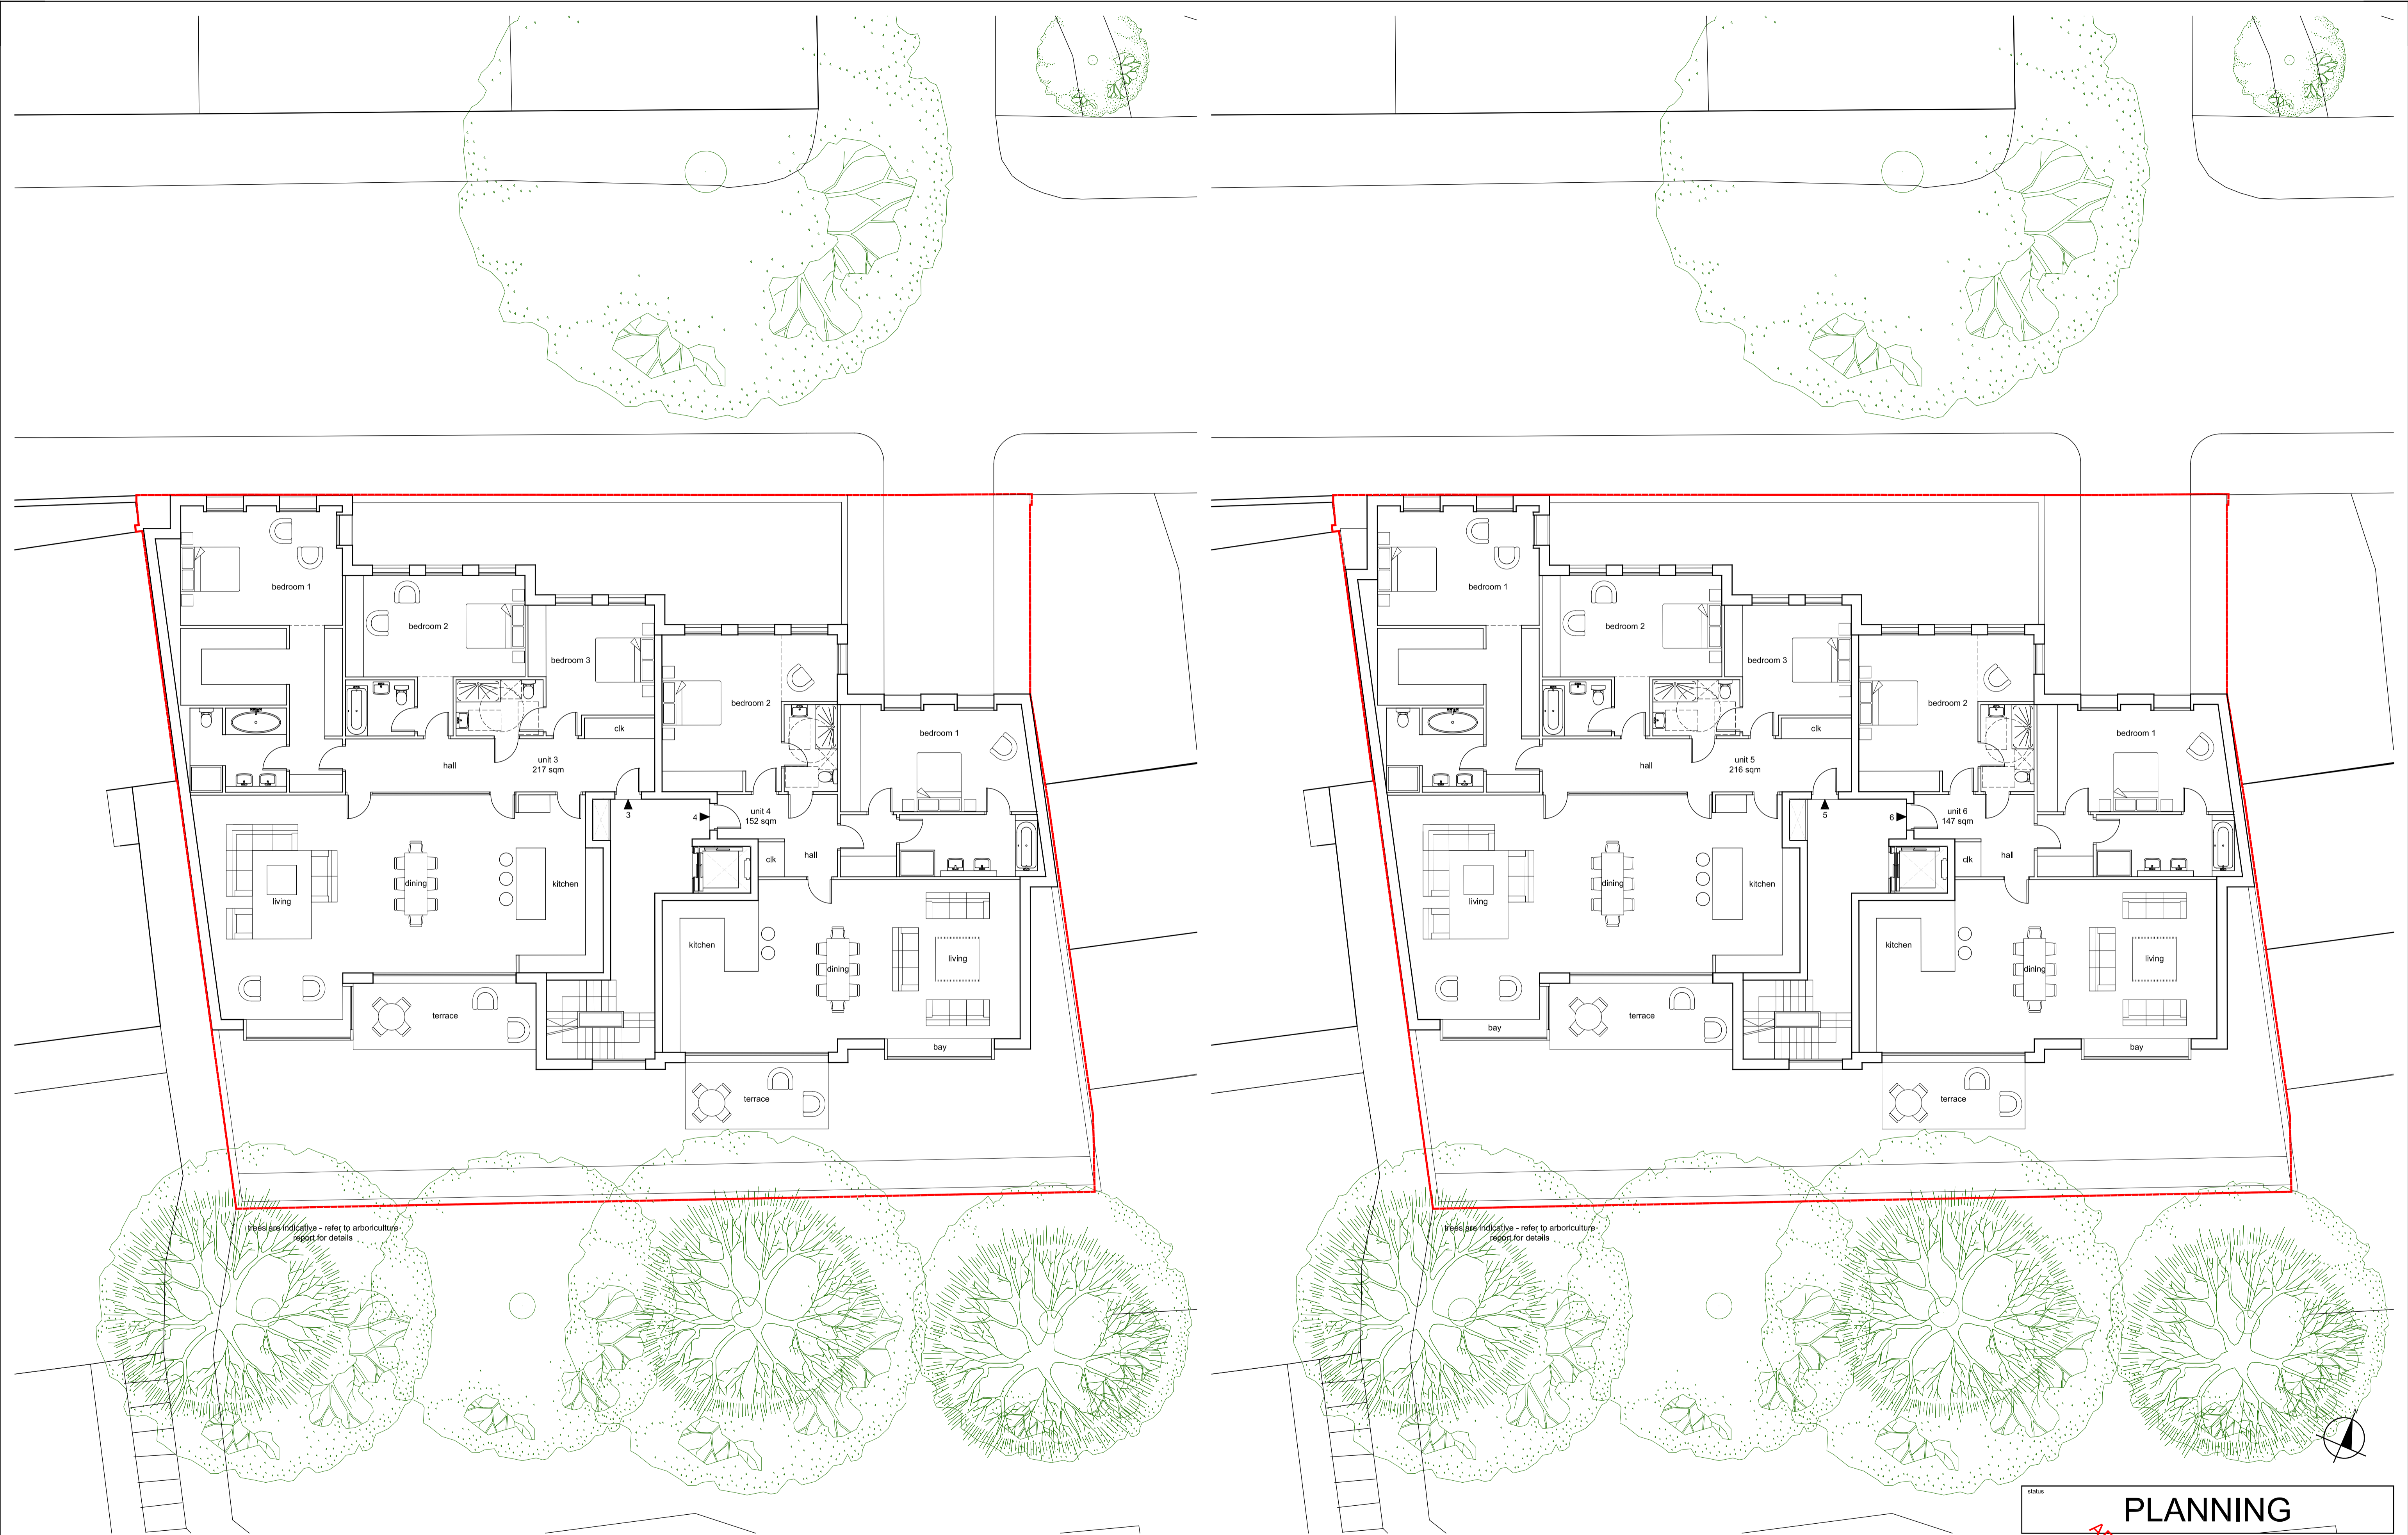 bedroom 1
bedroom 2
bedroom 3
bedroom 2
clk
bedroom 1
hall
unit 3
217 sqm
3
4
unit 4
152 sqm
clk
hall
living
dining
kitchen
kitchen
dining
living
terrace
bay
terrace
trees are indicative - refer to arboriculture
report for details
bedroom 1
bedroom 2
bedroom 3
bedroom 2
clk
bedroom 1
hall
unit 5
216 sqm
5
6
unit 6
147 sqm
clk
hall
living
dining
kitchen
kitchen
dining
living
bay
terrace
bay
terrace
trees are indicative - refer to arboriculture
report for details
status
PLANNING